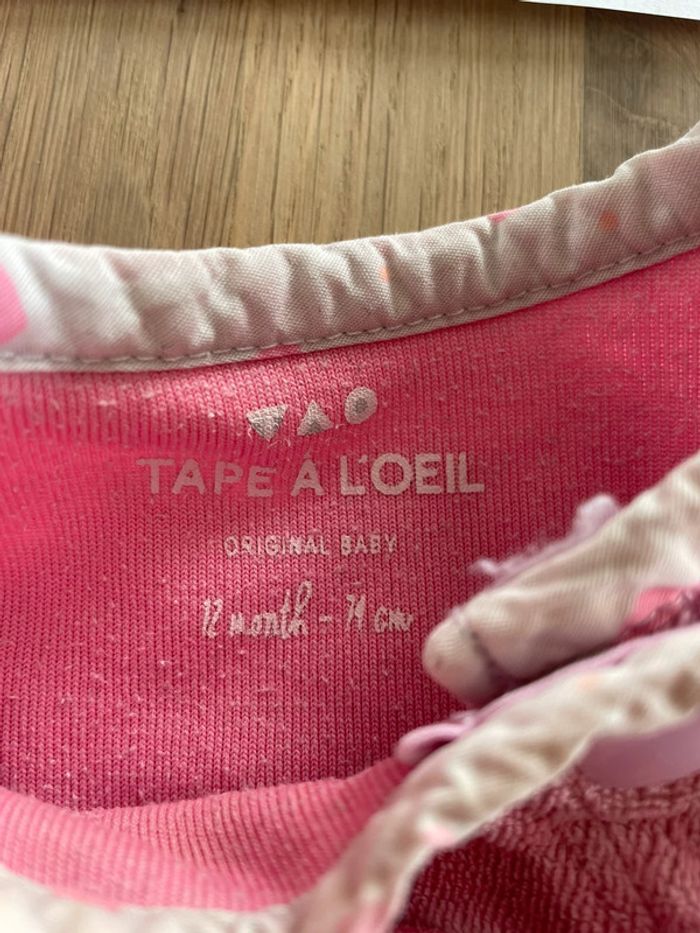 TAPE À L'OEIL
ORIGINAL BABY
12 month - 74 cm